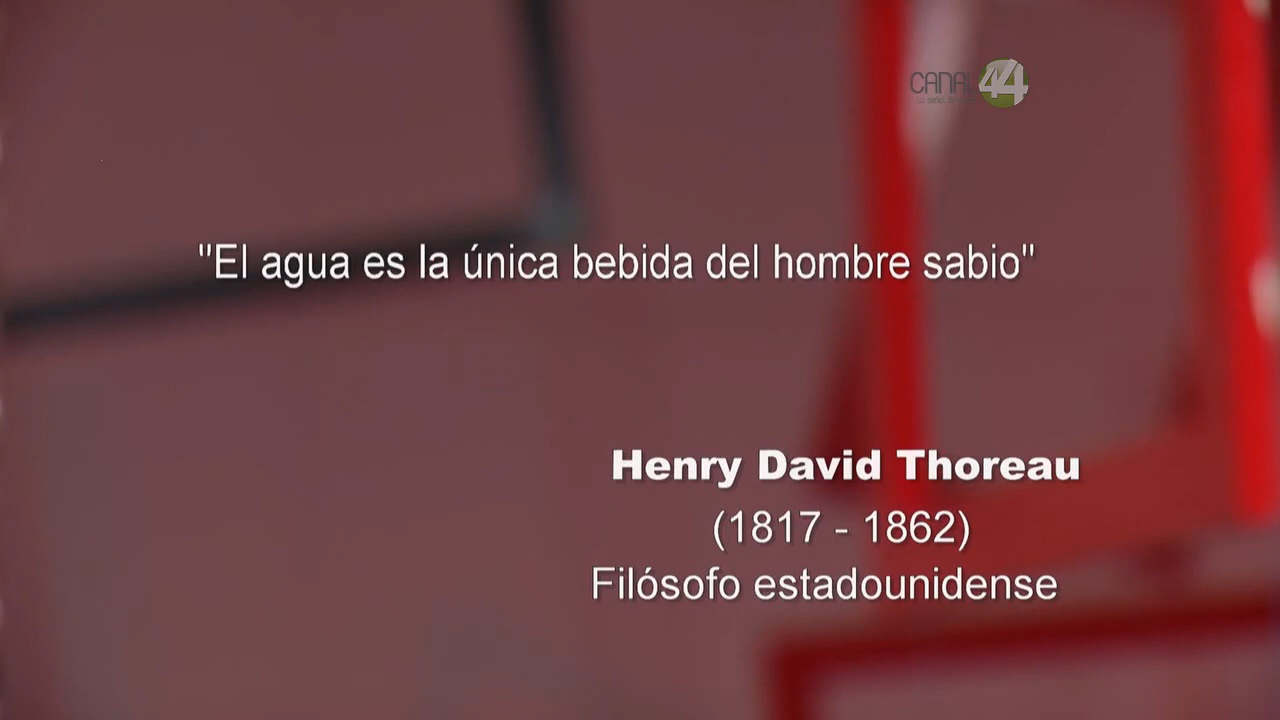 CANAL 44
"El agua es la única bebida del hombre sabio"
Henry David Thoreau
(1817 - 1862)
Filósofo estadounidense